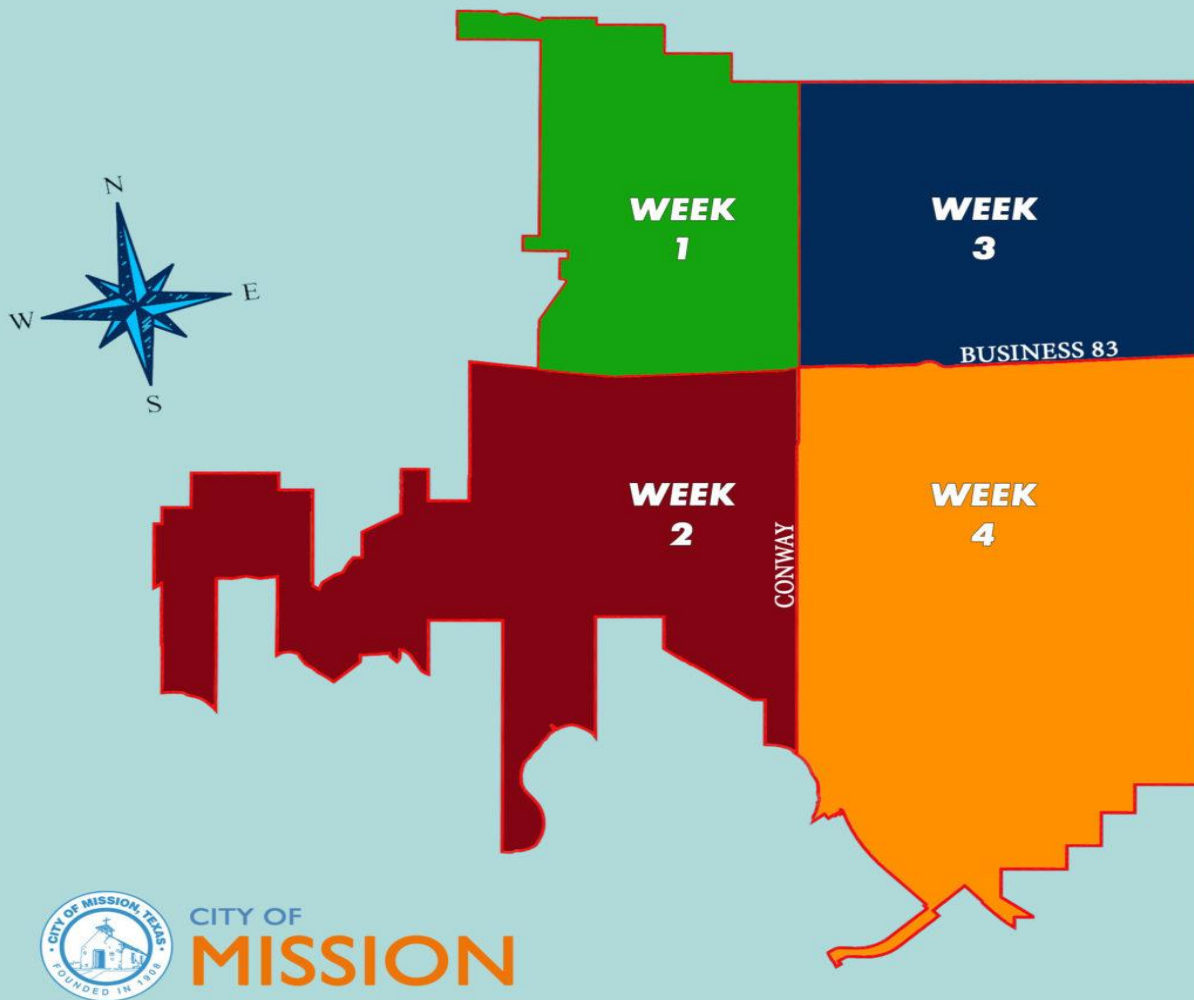 WEEK
1
WEEK
3
N
W
E
S
BUSINESS 83
WEEK
2
WEEK
4
CONWAY
CITY OF MISSION, TEXAS
FOUNDED IN 1908
CITY OF
MISSION